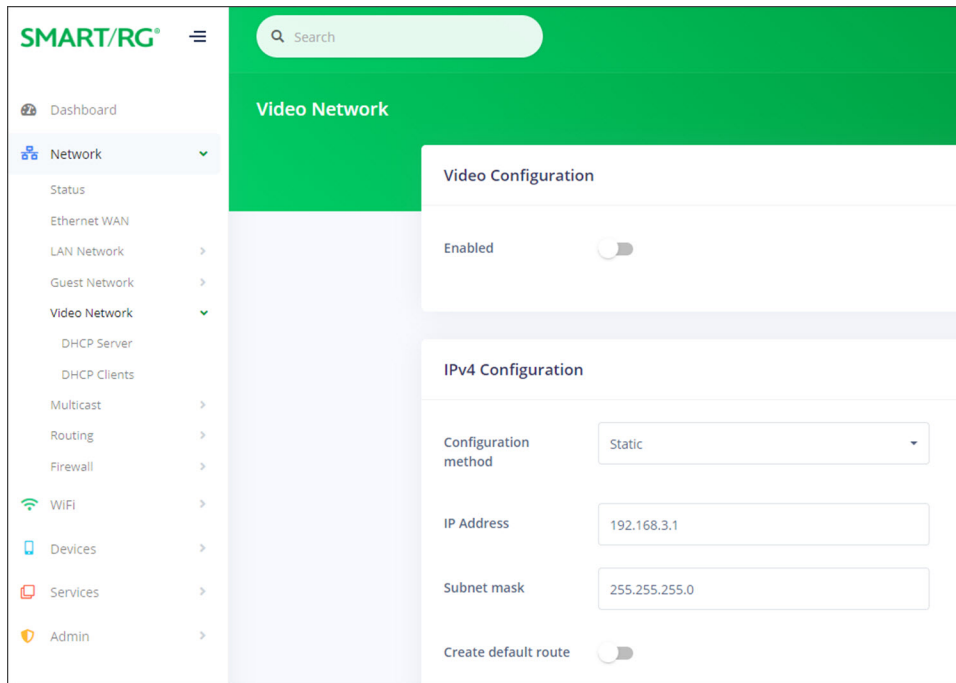 SMART/RG®
Search
Dashboard
Network
Status
Ethernet WAN
LAN Network
Guest Network
Video Network
DHCP Server
DHCP Clients
Multicast
Routing
Firewall
WiFi
Devices
Services
Admin
Video Network
Video Configuration
Enabled
IPv4 Configuration
Configuration
method
Static
IP Address
192.168.3.1
Subnet mask
255.255.255.0
Create default route